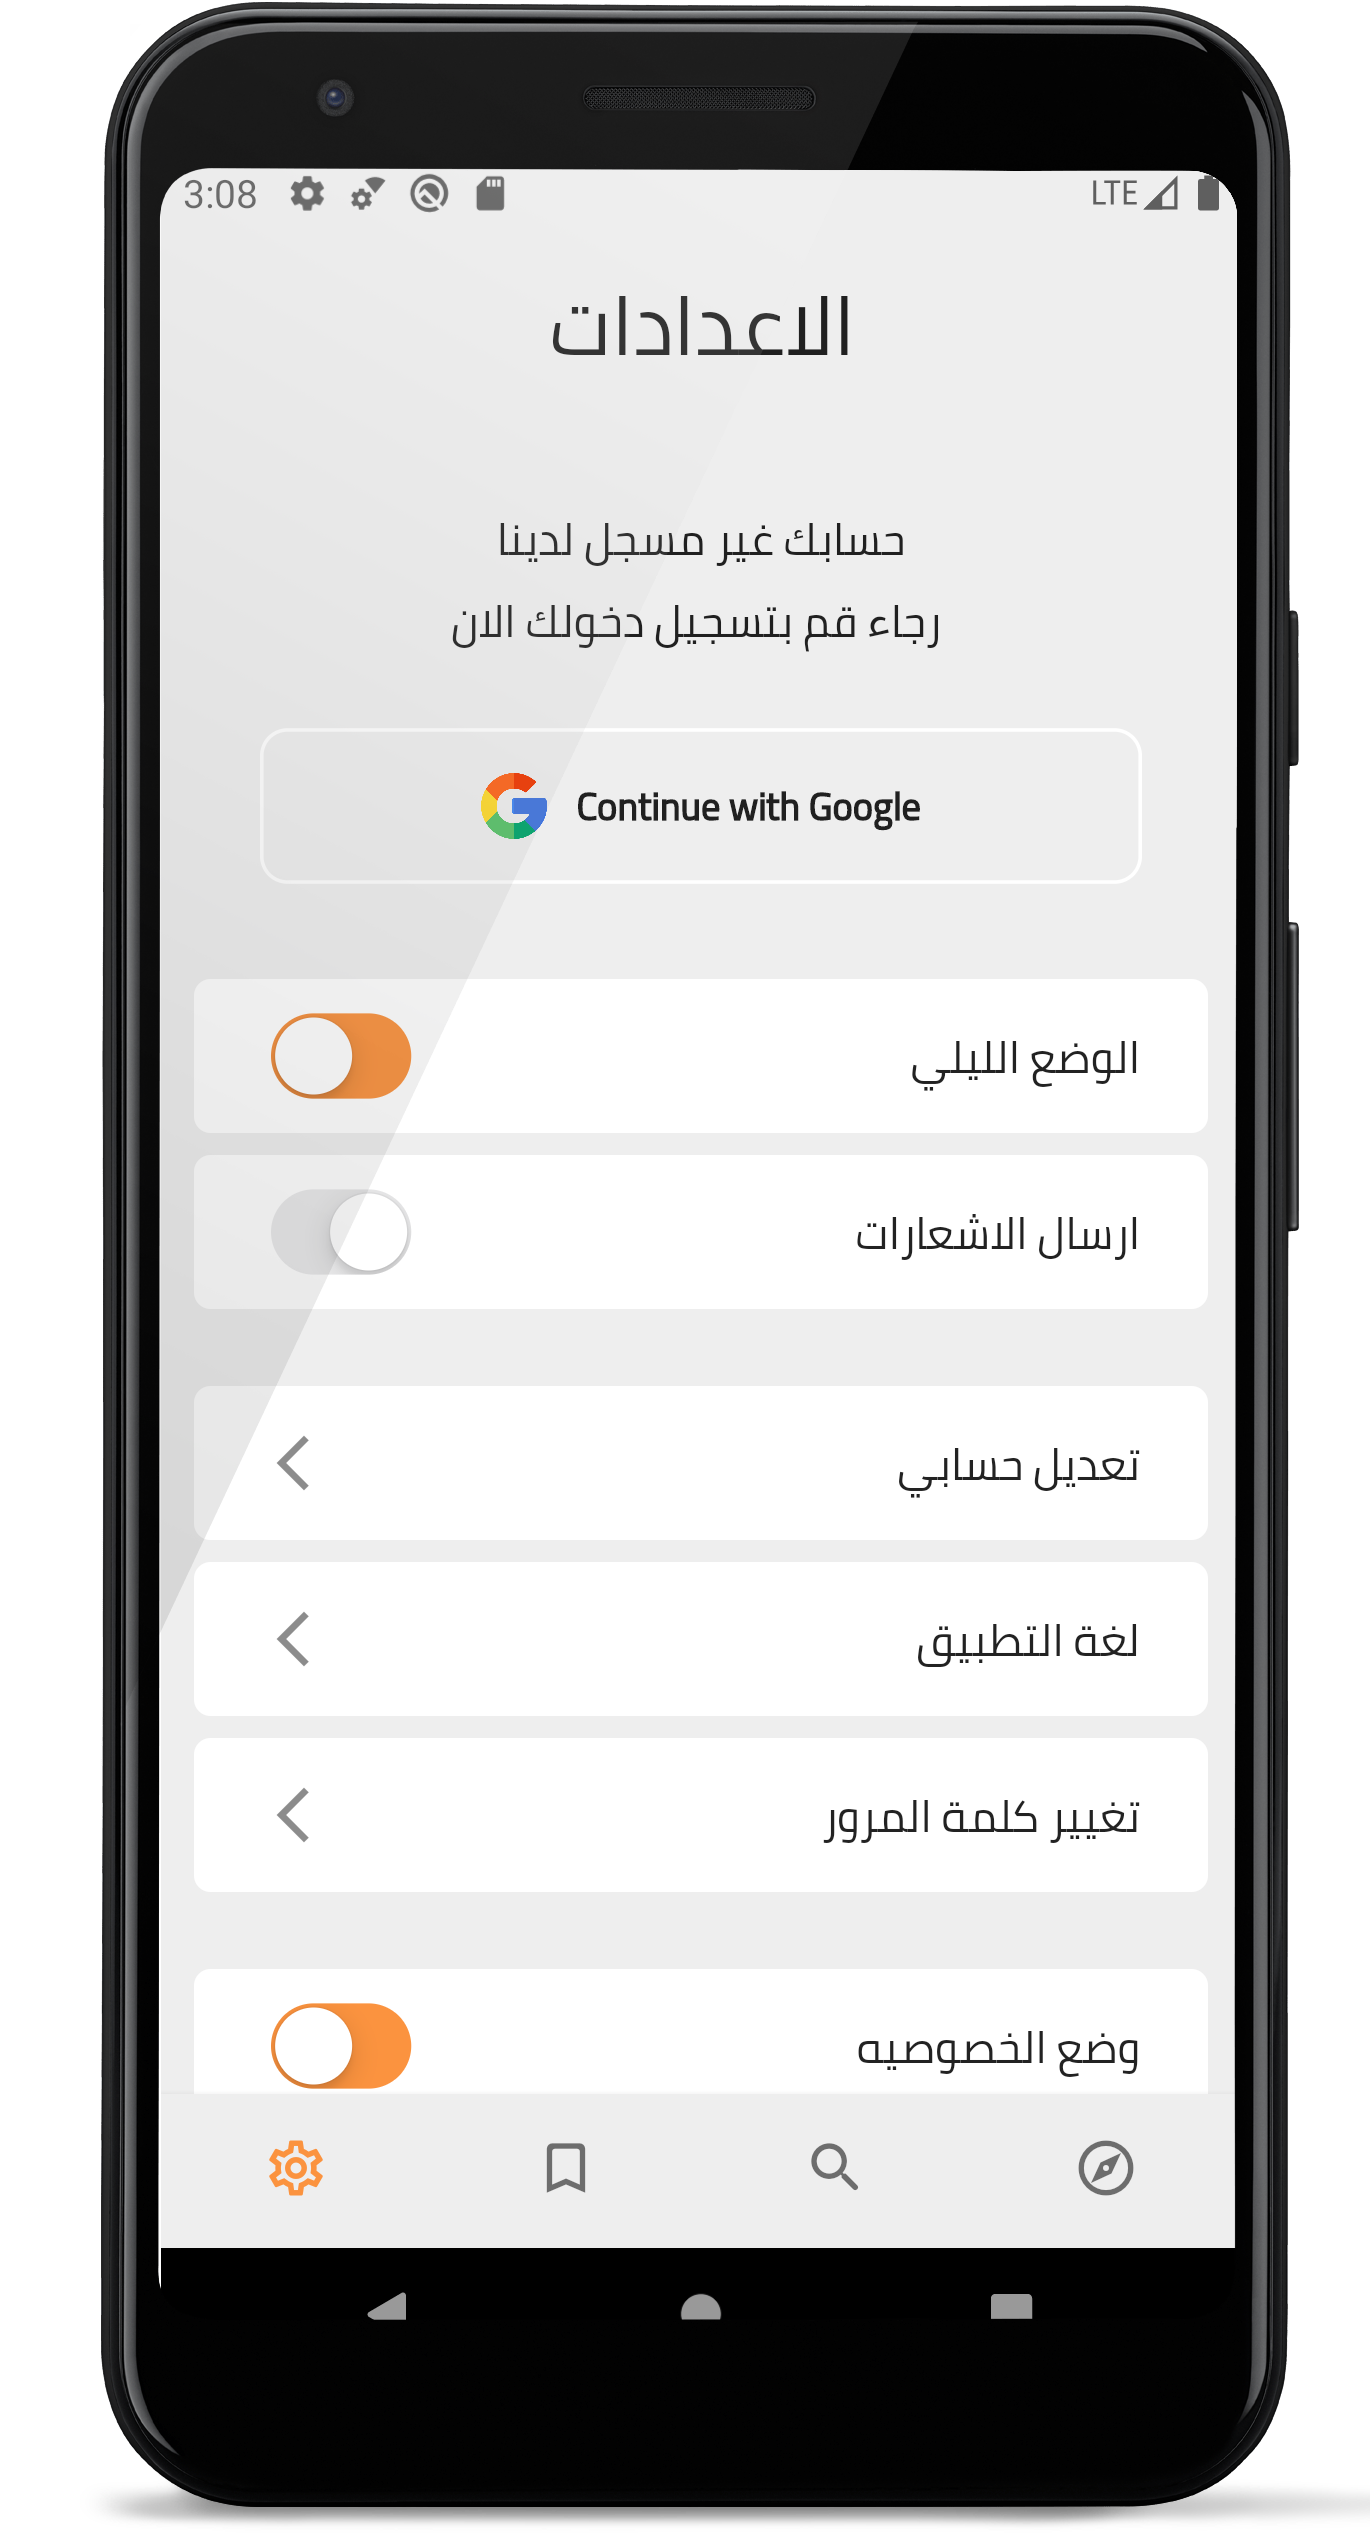 3:08
LTE
الاعدادات
حسابك غير مسجل لدينا
رجاء قم بتسجيل دخولك الان
Continue with Google
الوضع الليلي
ارسال الاشعارات
تعديل حسابي
لغة التطبيق
تغيير كلمة المرور
وضع الخصوصيه